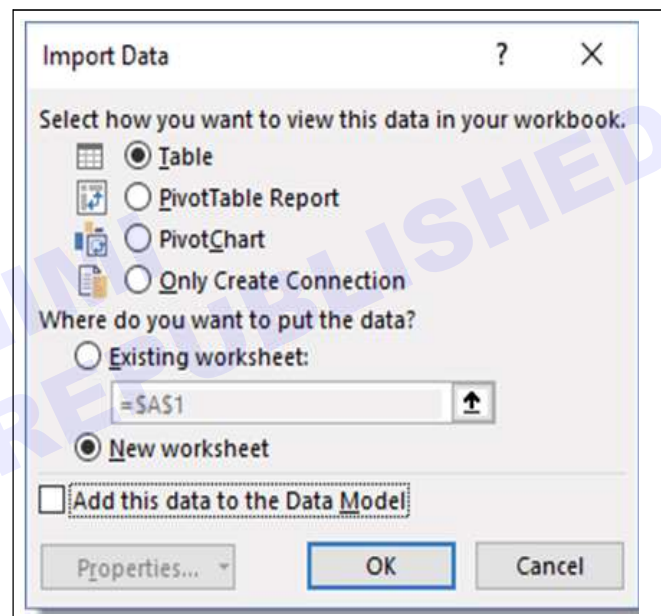 Import Data ? ×
Select how you want to view this data in your workbook.
Table
PivotTable Report
PivotChart
Only Create Connection
Where do you want to put the data?
Existing worksheet:
=$A$1
New worksheet
Add this data to the Data Model
Properties...
OK Cancel
REPUBLISHED